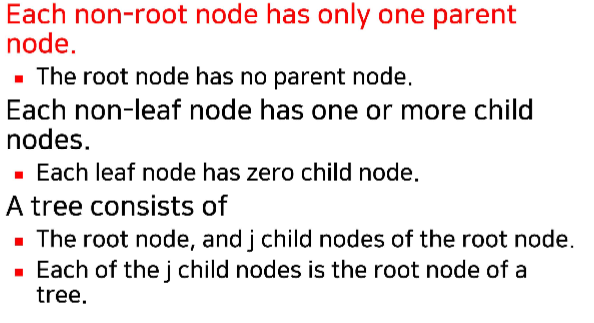 Each non-root node has only one parent
node.
▪ The root node has no parent node.
Each non-leaf node has one or more child
nodes.
▪ Each leaf node has zero child node.
A tree consists of
▪ The root node, and j child nodes of the root node.
▪ Each of the j child nodes is the root node of a
tree.